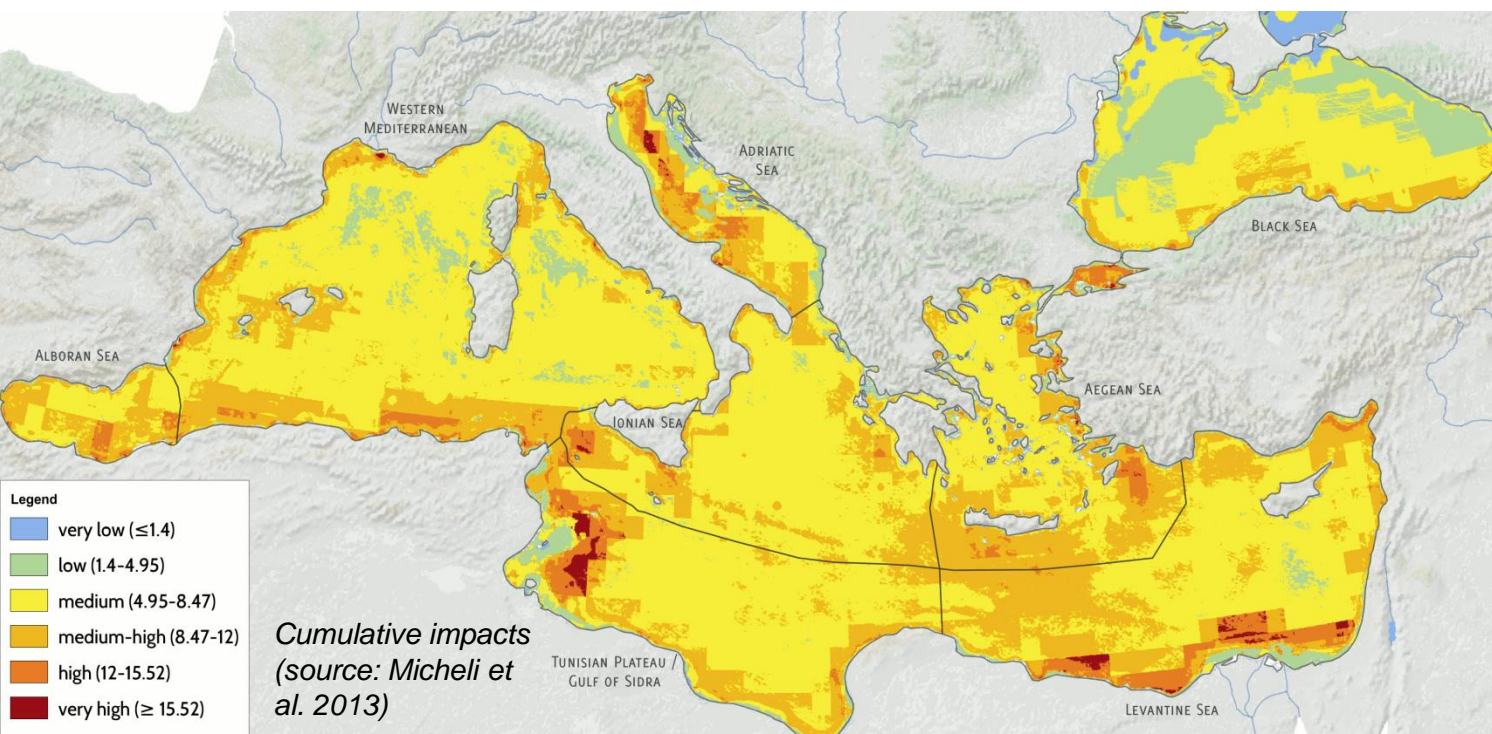 WESTERN
MEDITERRANEAN
ADRIATIC
SEA
BLACK SEA
ALBORAN SEA
IONIAN SEA
AEGEAN SEA
TUNISIAN PLATEAU /
GULF OF SIDRA
LEVANTINE SEA
Legend
very low (≤1.4)
low (1.4-4.95)
medium (4.95-8.47)
medium-high (8.47-12)
high (12-15.52)
very high (≥ 15.52)
Cumulative impacts
(source: Micheli et
al. 2013)